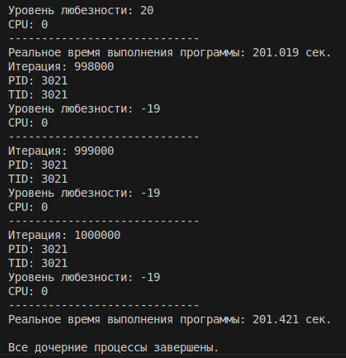 Уровень любезности: 20
CPU: 0
-----------------------------
Реальное время выполнения программы: 201.019 сек.
Итерация: 998000
PID: 3021
TID: 3021
Уровень любезности: -19
CPU: 0
-----------------------------
Итерация: 999000
PID: 3021
TID: 3021
Уровень любезности: -19
CPU: 0
-----------------------------
Итерация: 1000000
PID: 3021
TID: 3021
Уровень любезности: -19
CPU: 0
-----------------------------
Реальное время выполнения программы: 201.421 сек.
Все дочерние процессы завершены.